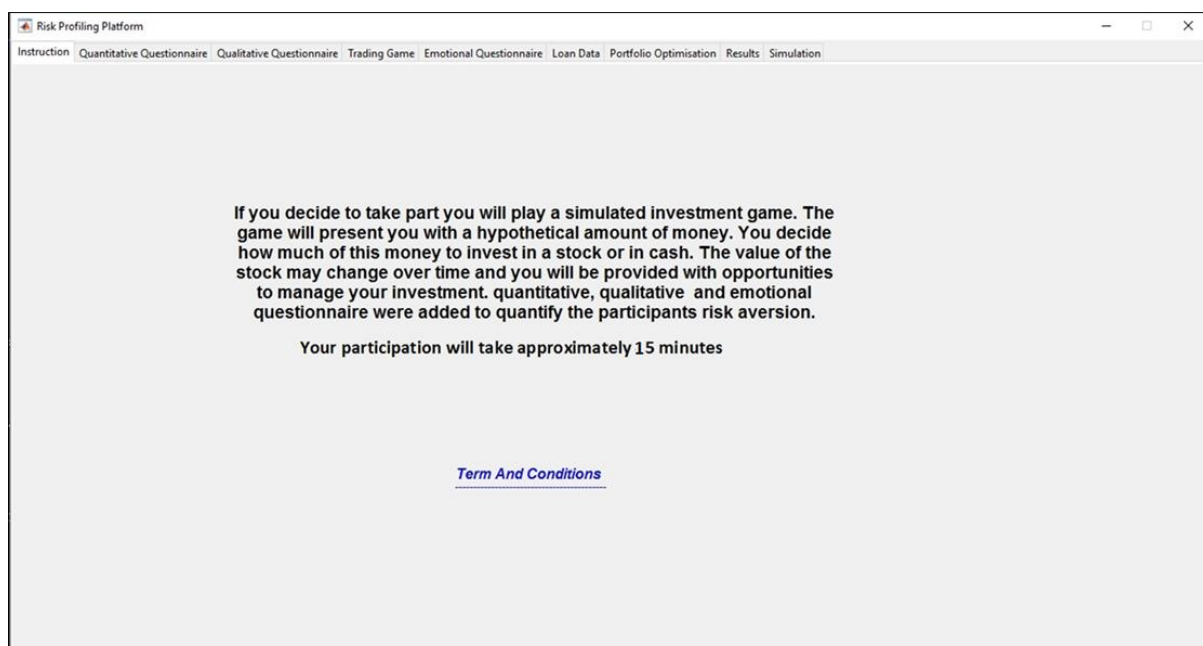 Risk Profiling Platform
Instruction Quantitative Questionnaire Qualitative Questionnaire Trading Game Emotional Questionnaire Loan Data Portfolio Optimisation Results Simulation
If you decide to take part you will play a simulated investment game. The
game will present you with a hypothetical amount of money. You decide
how much of this money to invest in a stock or in cash. The value of the
stock may change over time and you will be provided with opportunities
to manage your investment. quantitative, qualitative and emotional
questionnaire were added to quantify the participants risk aversion.
Your participation will take approximately 15 minutes
Term And Conditions